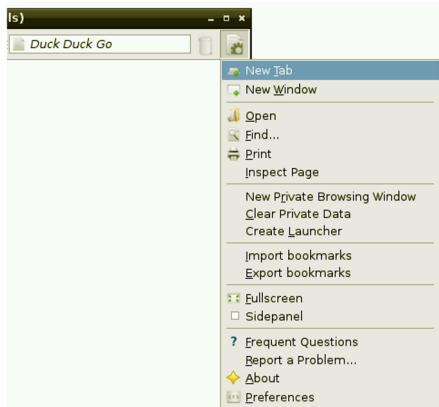 ls)
Duck Duck Go
New Tab
New Window
Open
Find...
Print
Inspect Page
New Private Browsing Window
Clear Private Data
Create Launcher
Import bookmarks
Export bookmarks
Fullscreen
Sidepanel
? Frequent Questions
Report a Problem...
About
Preferences